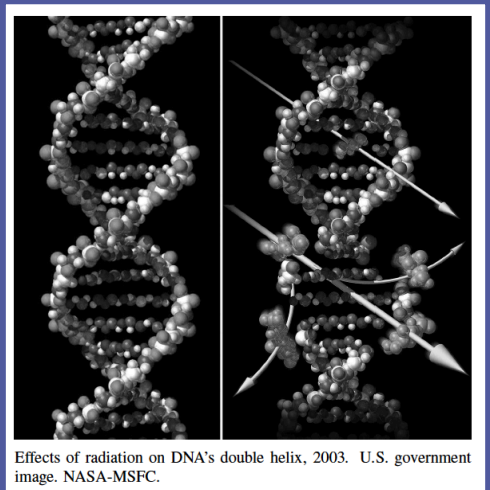 Effects of radiation on DNA's double helix, 2003. U.S. government
image. NASA-MSFC.